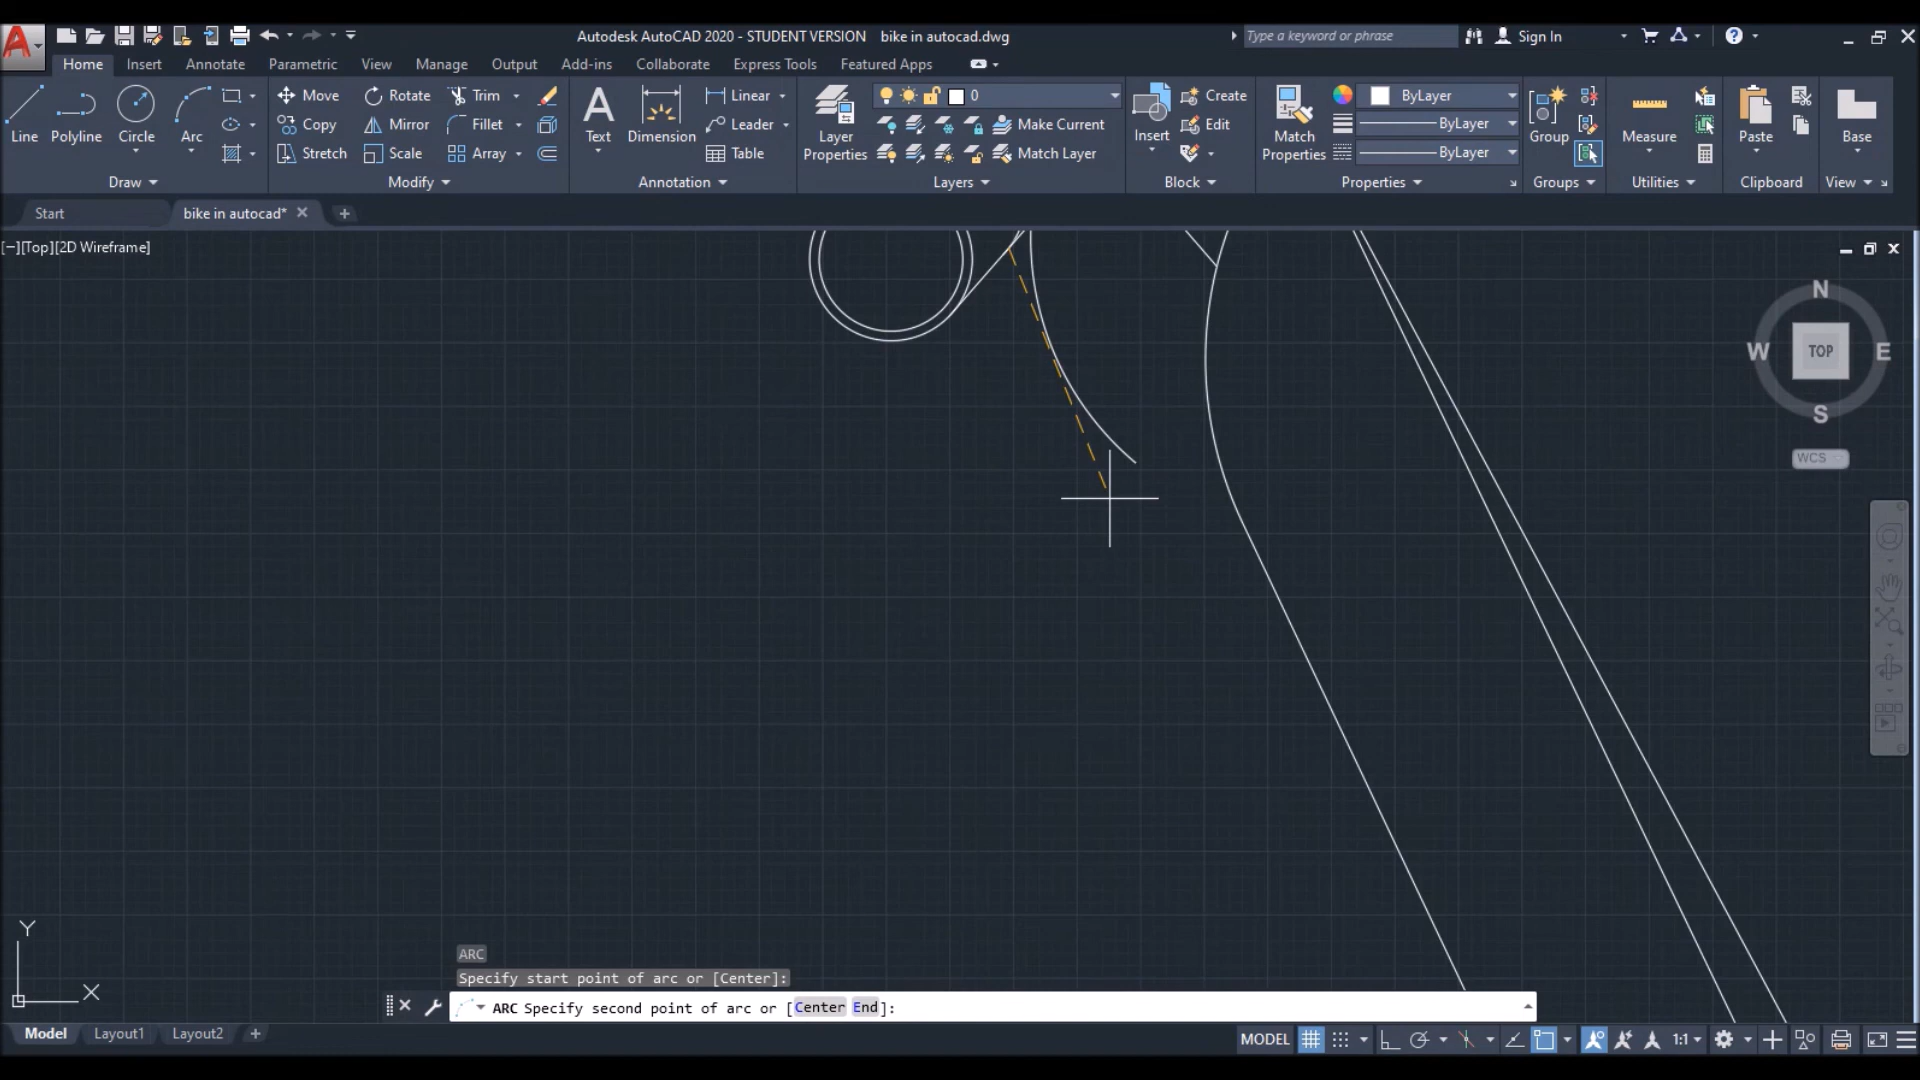 Autodesk AutoCAD 2020 - STUDENT VERSION bike in autocad.dwg
Type a keyword or phrase
Sign In
Home Insert Annotate Parametric View Manage Output Add-ins Collaborate Express Tools Featured Apps
Line Polyline Circle Arc
Move Rotate Trim
Copy Mirror Fillet
Stretch Scale Array
Text Dimension
Linear
Leader
Table
Layer Properties
0
Make Current
Match Layer
Insert
Create
Edit
Match Properties
ByLayer
ByLayer
ByLayer
Group
Measure
Paste
Base
Draw Modify Annotation Layers Block Properties Groups Utilities Clipboard View
Start bike in autocad*
[−][Top][2D Wireframe]
N
W TOP E
S
WCS
Y
X
ARC
Specify start point of arc or [Center]:
ARC Specify second point of arc or [Center End]:
Model Layout1 Layout2
MODEL 1:1